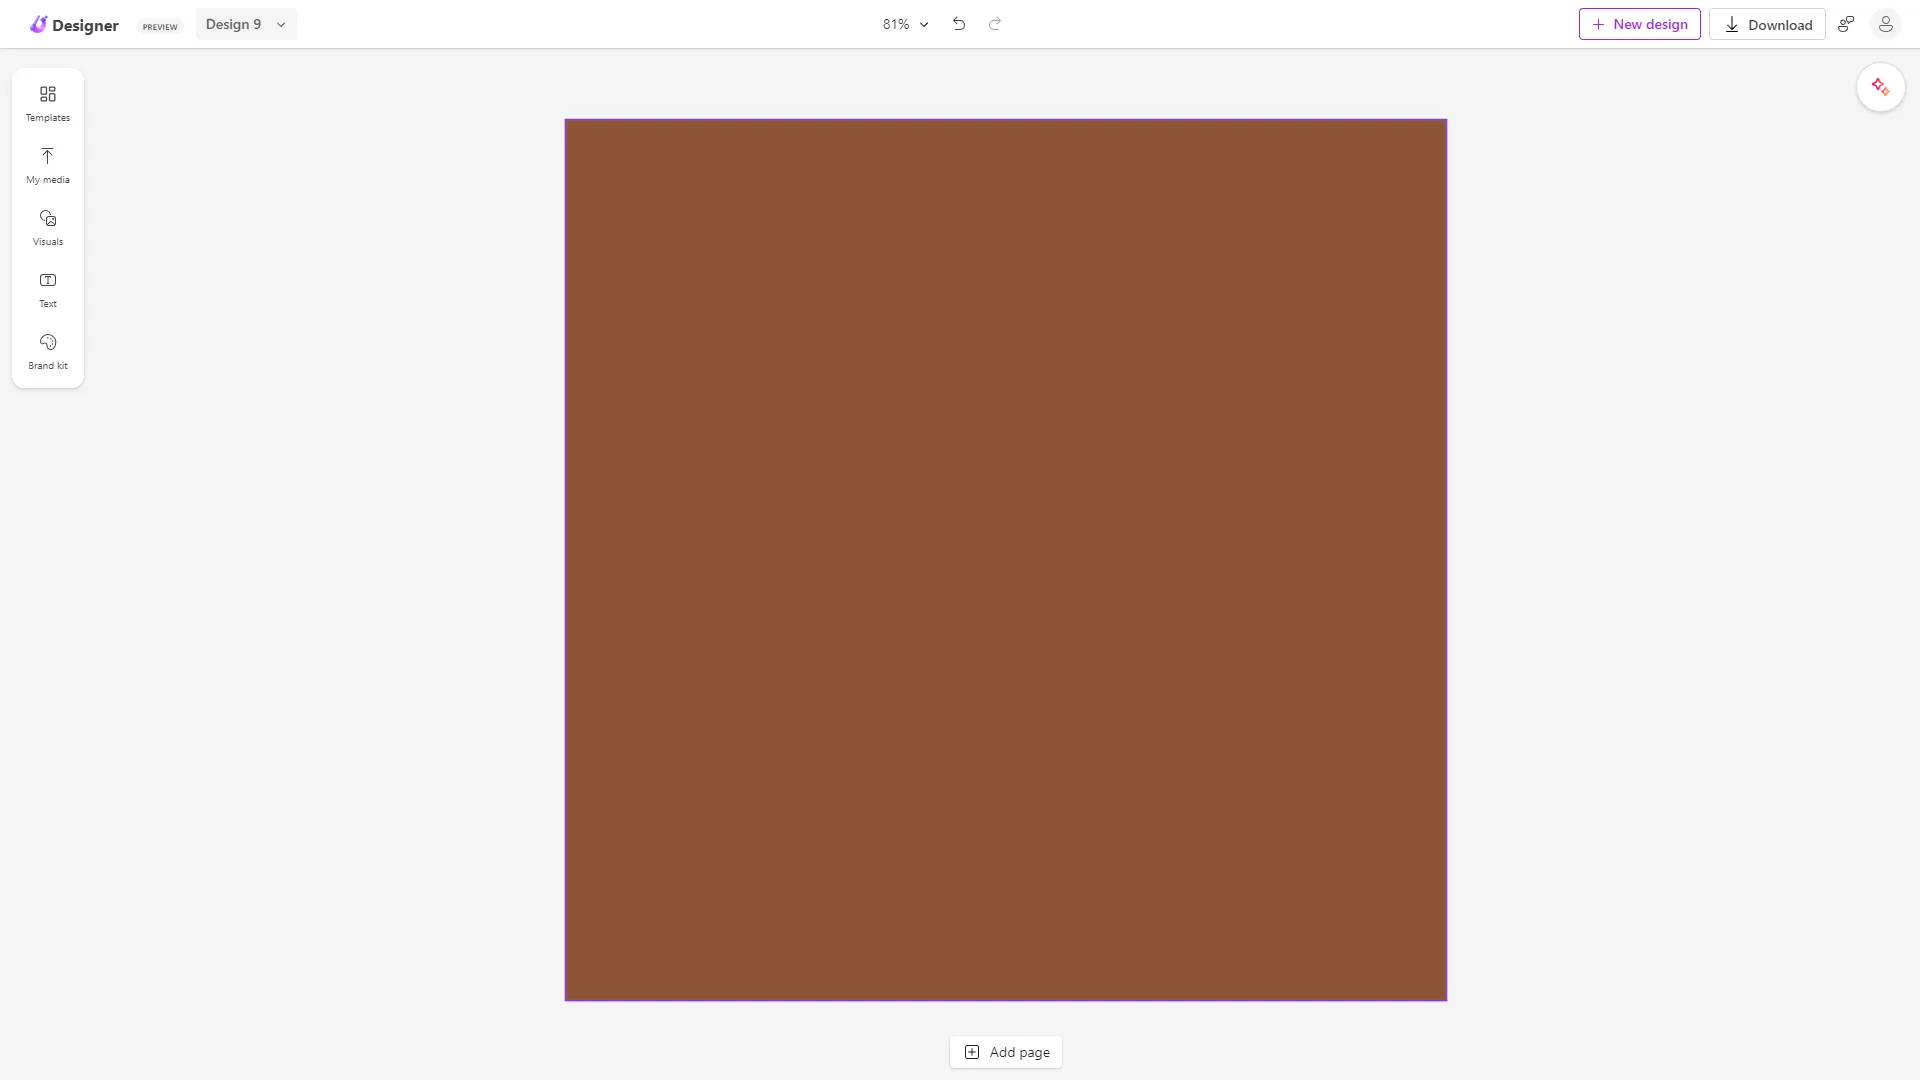 Designer PREVIEW Design 9 81% New design Download
Templates
My media
Visuals
Text
Brand kit
Add page